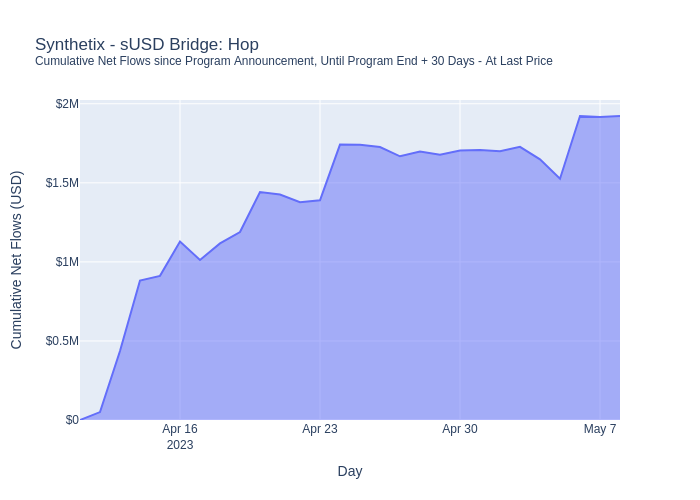 Synthetix - sUSD Bridge: Hop
Cumulative Net Flows since Program Announcement, Until Program End + 30 Days - At Last Price
Cumulative Net Flows (USD)
$2M
$1.5M
$1M
$0.5M
$0
Apr 16
2023
Apr 23
Apr 30
May 7
Day